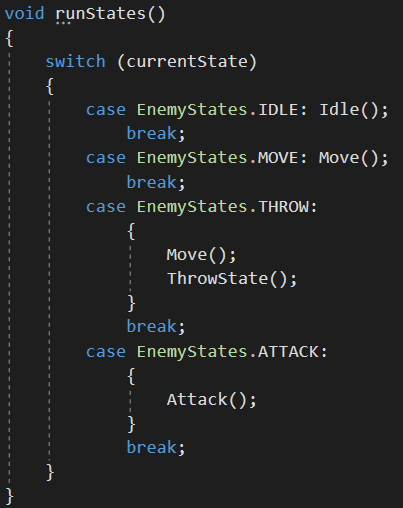 void runStates()
{
    switch (currentState)
    {
        case EnemyStates.IDLE: Idle();
            break;
        case EnemyStates.MOVE: Move();
            break;
        case EnemyStates.THROW:
            {
                Move();
                ThrowState();
            }
            break;
        case EnemyStates.ATTACK:
            {
                Attack();
            }
            break;
    }
}